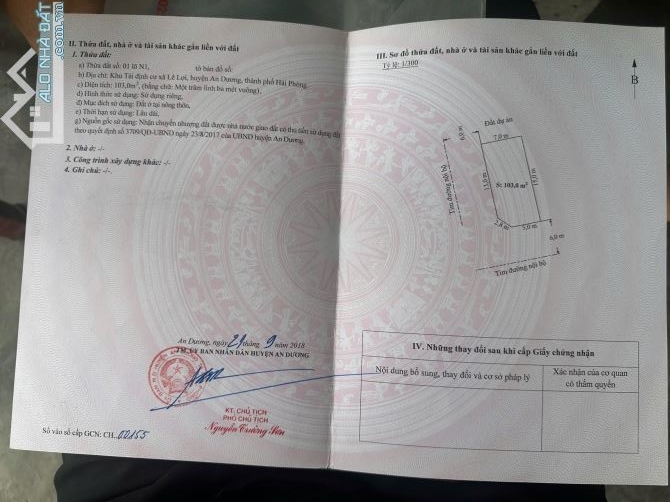 ALO NHÀ ĐẤT
.com.vn
II. Thửa đất, nhà ở và tài sản khác gắn liền với đất
1. Thửa đất:
a) Thửa đất số: 01 lô N1, tờ bản đồ số:
b) Địa chỉ: Khu Tái định cư xã Lê Lợi, huyện An Dương, thành phố Hải Phòng,
c) Diện tích: 103,0m², (bằng chữ: Một trăm linh ba mét vuông),
d) Hình thức sử dụng: Sử dụng riêng,
đ) Mục đích sử dụng: Đất ở tại nông thôn,
e) Thời hạn sử dụng: Lâu dài,
g) Nguồn gốc sử dụng: Nhận chuyển nhượng đất được nhà nước giao đất có thu tiền sử dụng đất
theo quyết định số 3709/QĐ-UBND ngày 23/8/2017 của UBND huyện An Dương.
2. Nhà ở: -/-
3. Công trình xây dựng khác: -/-
4. Ghi chú: -/-
An Dương, ngày 21 tháng 9 năm 2018
TM. ỦY BAN NHÂN DÂN HUYỆN AN DƯƠNG
KT. CHỦ TỊCH
PHÓ CHỦ TỊCH
Nguyễn Trường Sơn
Số vào sổ cấp GCN: CH. 00155
III. Sơ đồ thửa đất, nhà ở và tài sản khác gắn liền với đất
Tỷ lệ: 1/300
B
Đất dự án
6,0 m
7,0 m
Tim đường nội bộ
13,0 m
S: 103,0 m²
15,0 m
2,8 m
5,0 m
6,0 m
Tim đường nội bộ
IV. Những thay đổi sau khi cấp Giấy chứng nhận
Nội dung bổ sung, thay đổi và cơ sở pháp lý
Xác nhận của cơ quan
có thẩm quyền